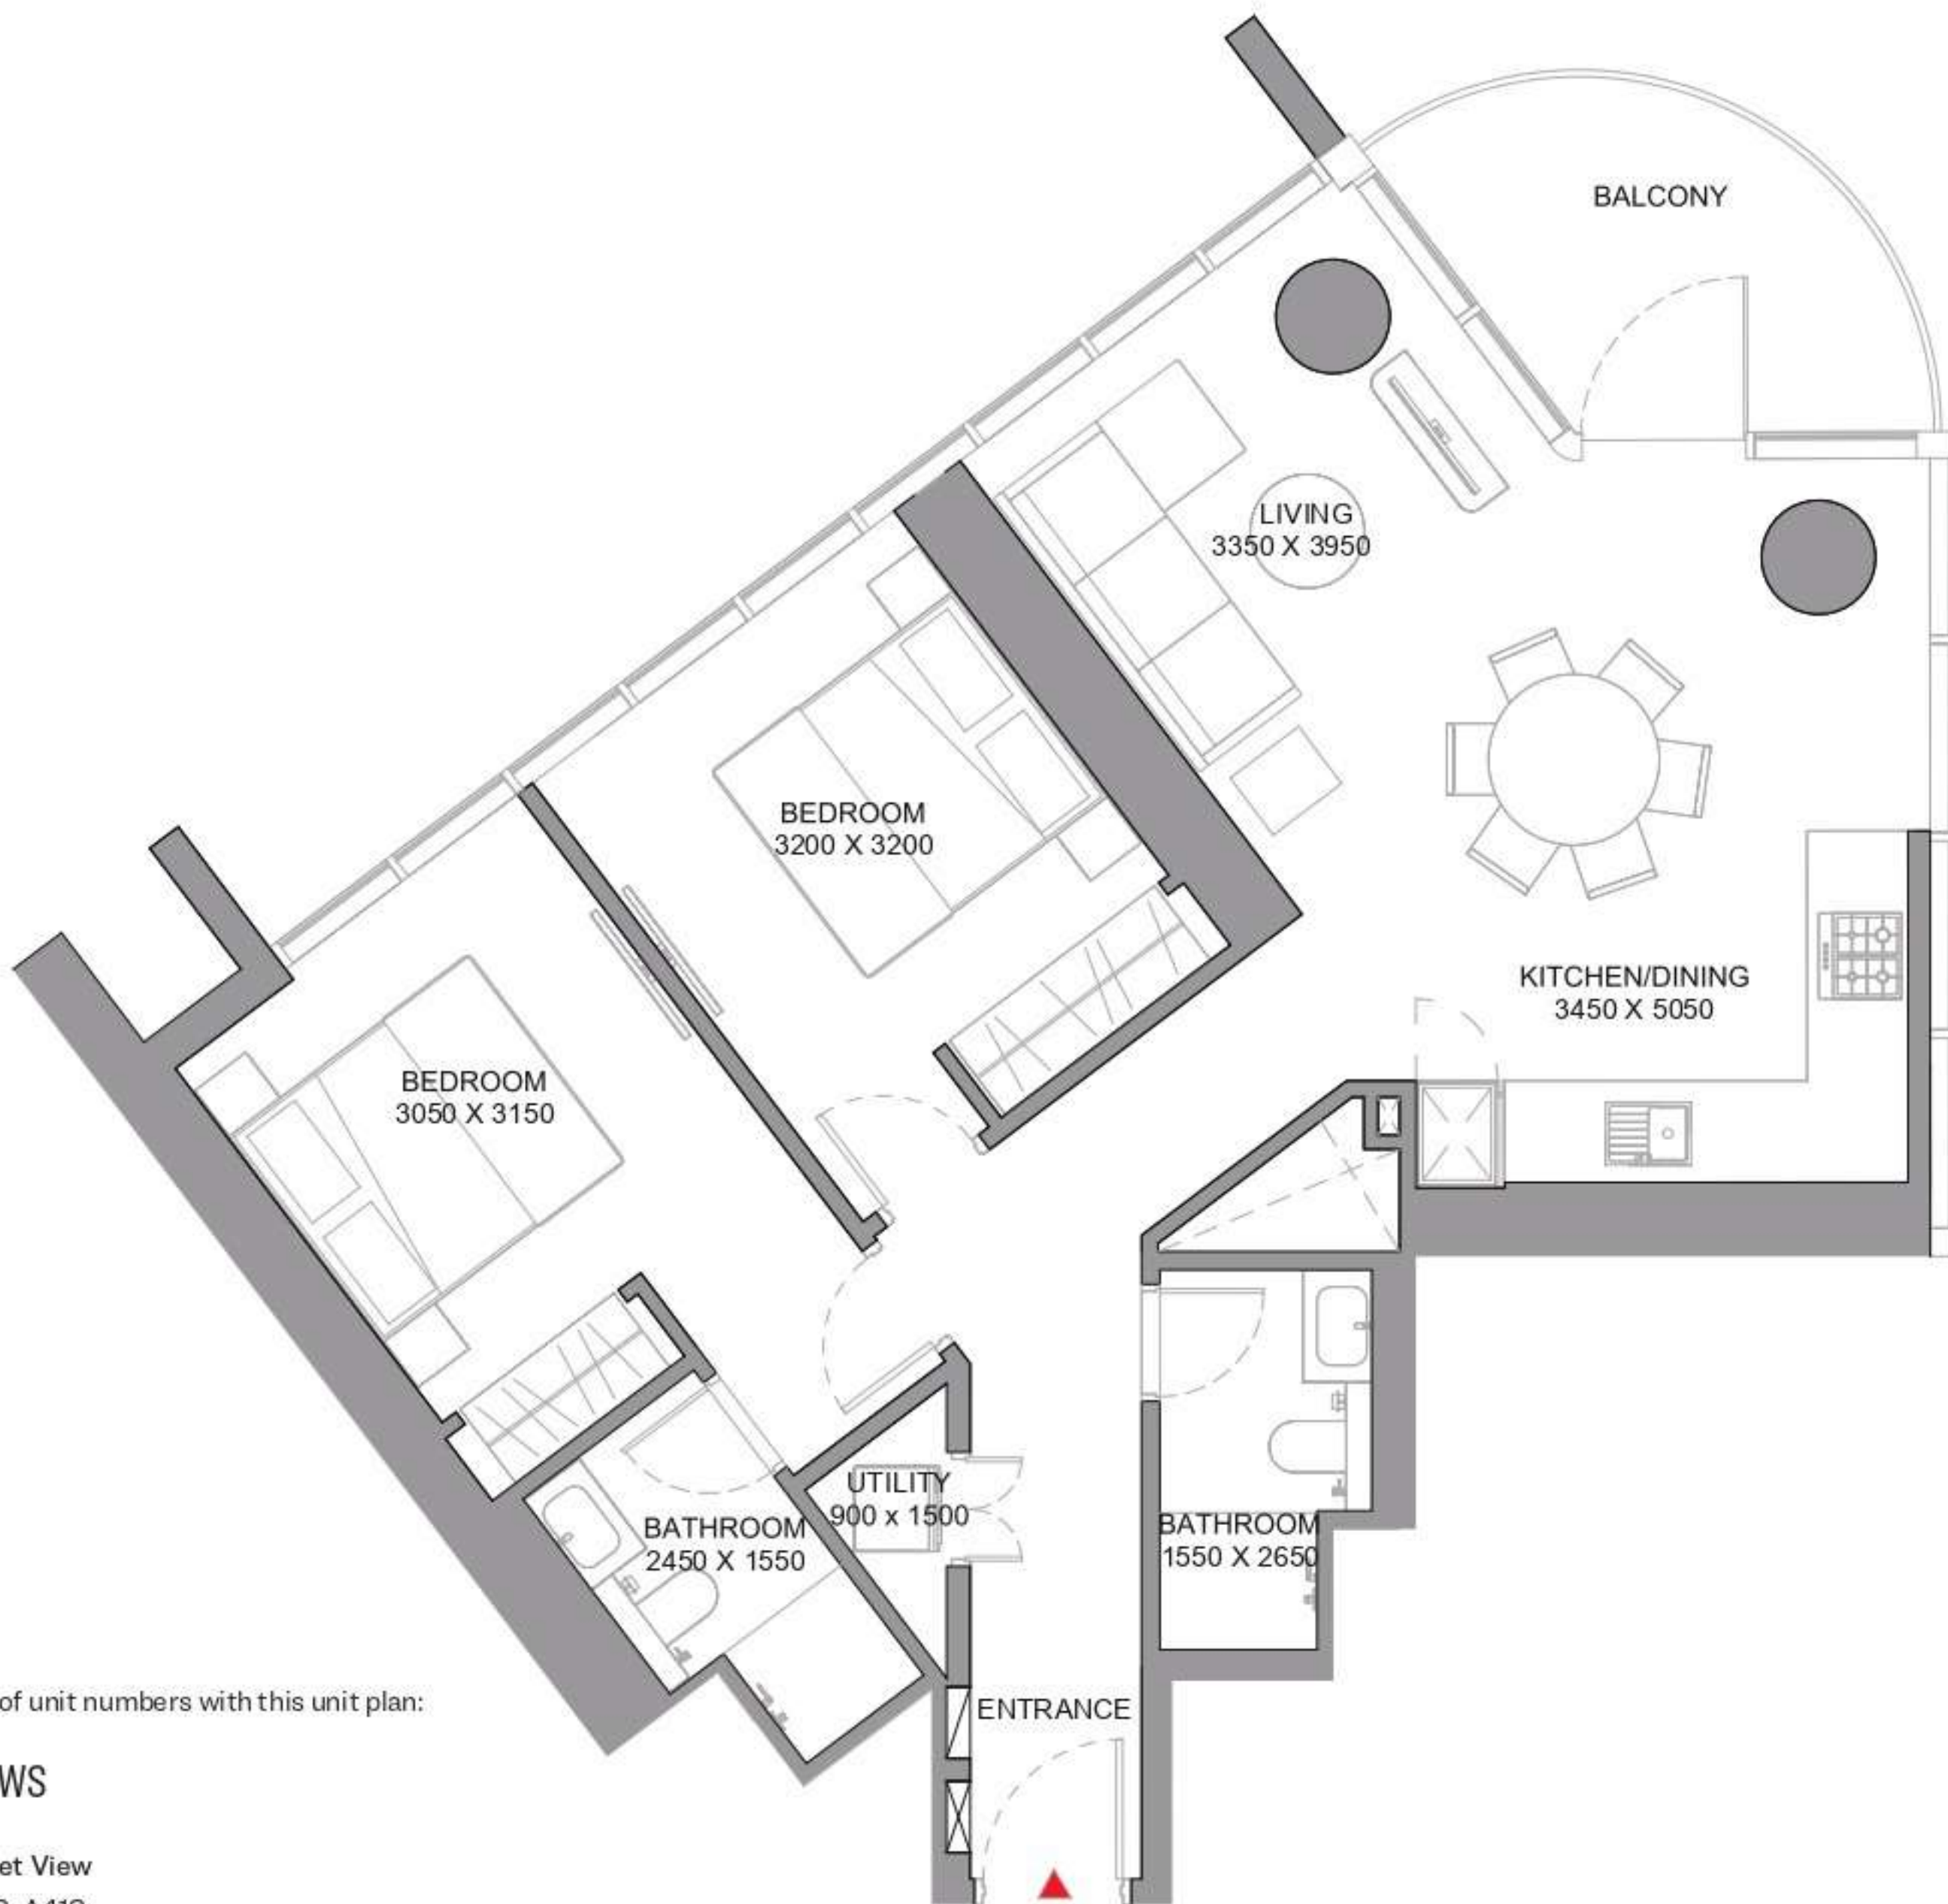 BALCONY
LIVING
3350 X 3950
BEDROOM
3200 X 3200
KITCHEN/DINING
3450 X 5050
BEDROOM
3050 X 3150
UTILITY
900 x 1500
BATHROOM
2450 X 1550
BATHROOM
1550 X 2650
ENTRANCE
of unit numbers with this unit plan:
WS
et View